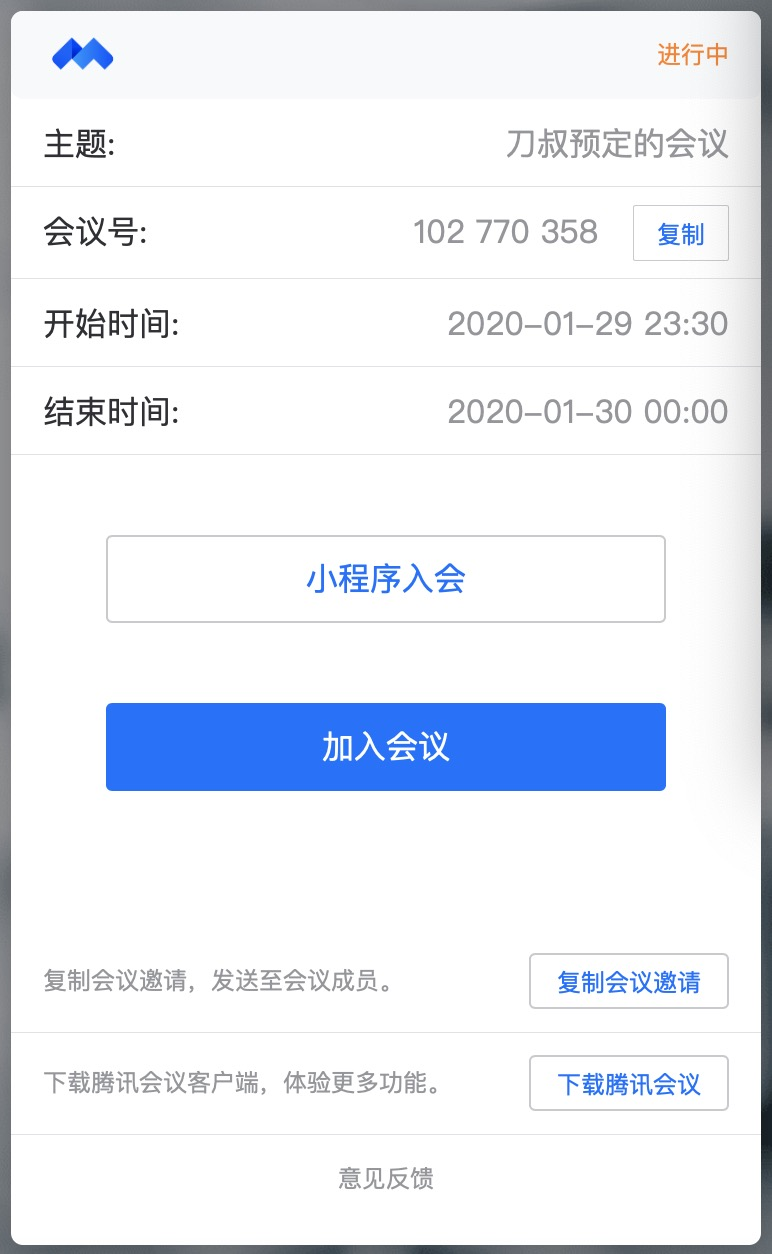 进行中
主题: 刀叔预定的会议
会议号: 102 770 358 复制
开始时间: 2020-01-29 23:30
结束时间: 2020-01-30 00:00
小程序入会
加入会议
复制会议邀请，发送至会议成员。 复制会议邀请
下载腾讯会议客户端，体验更多功能。 下载腾讯会议
意见反馈